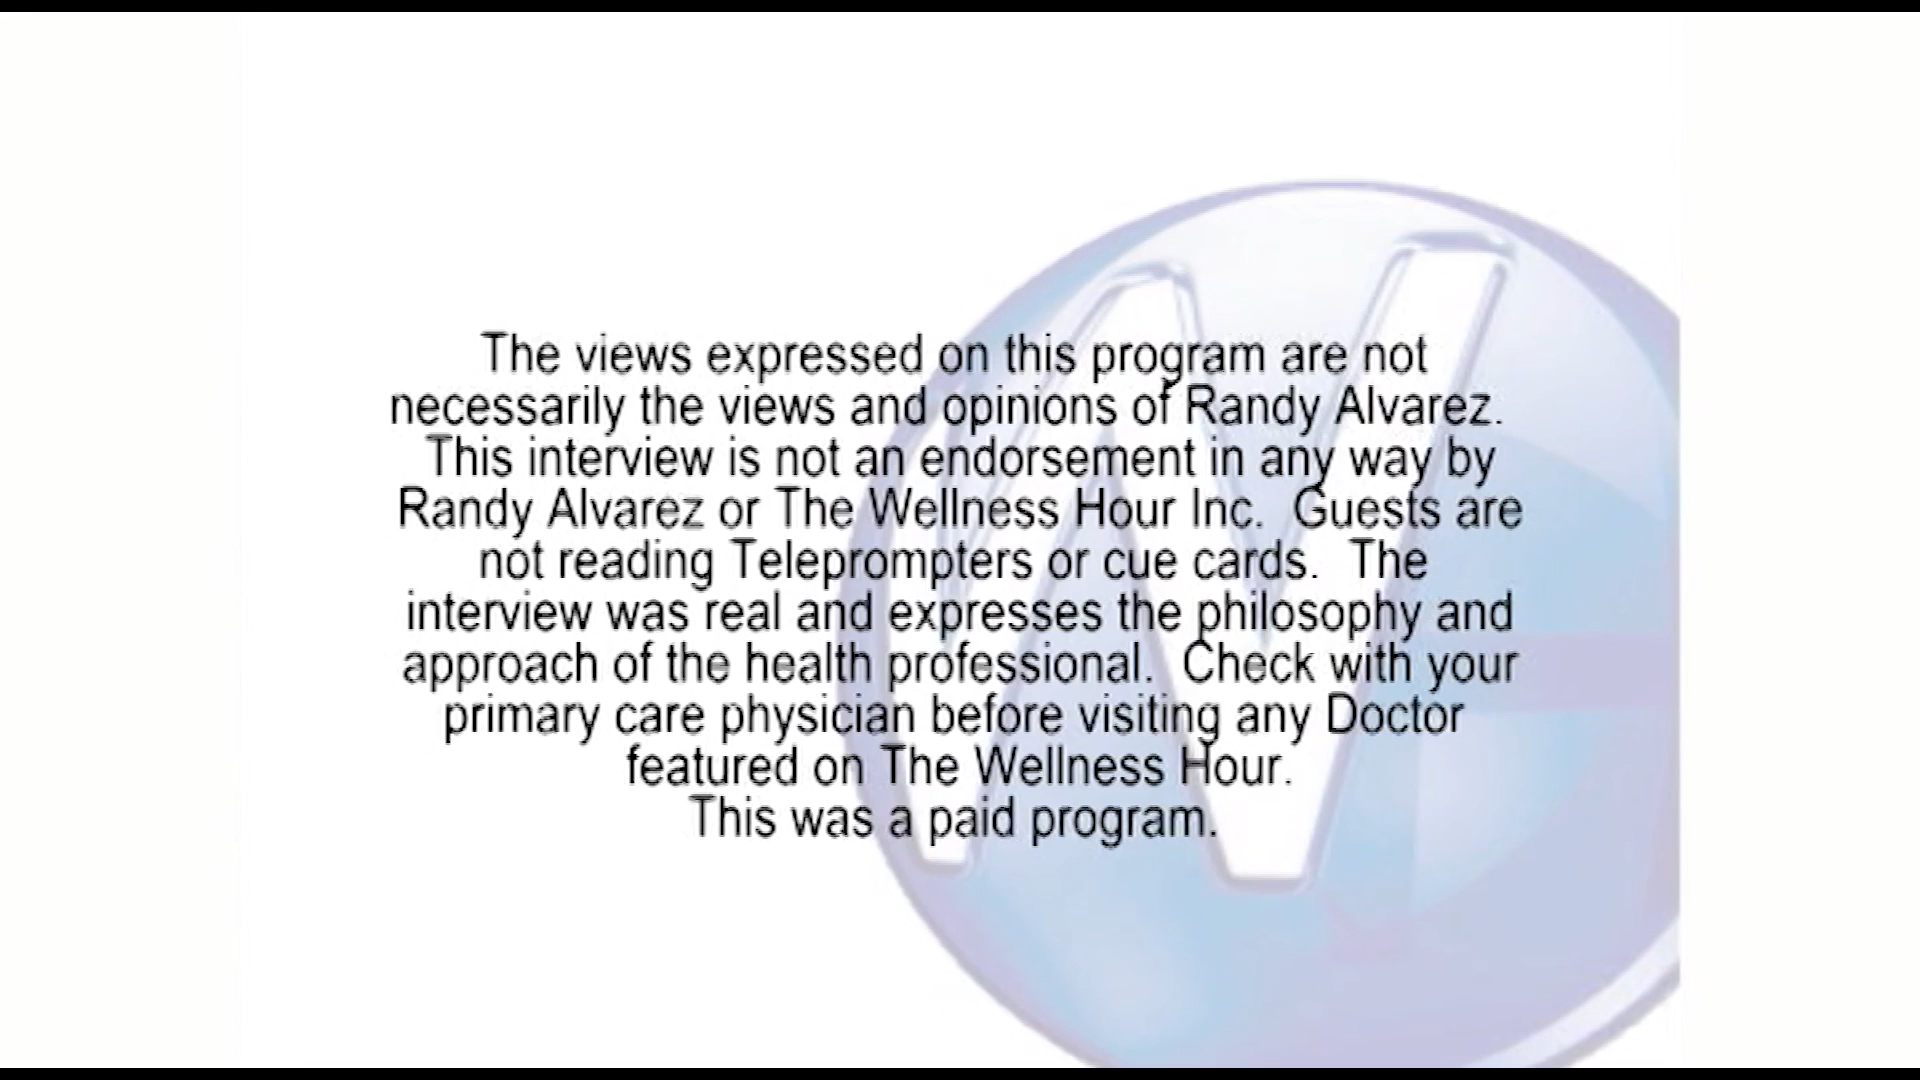 The views expressed on this program are not
necessarily the views and opinions of Randy Alvarez.
This interview is not an endorsement in any way by
Randy Alvarez or The Wellness Hour Inc.  Guests are
not reading Teleprompters or cue cards.  The
interview was real and expresses the philosophy and
approach of the health professional.  Check with your
primary care physician before visiting any Doctor
featured on The Wellness Hour.
This was a paid program.